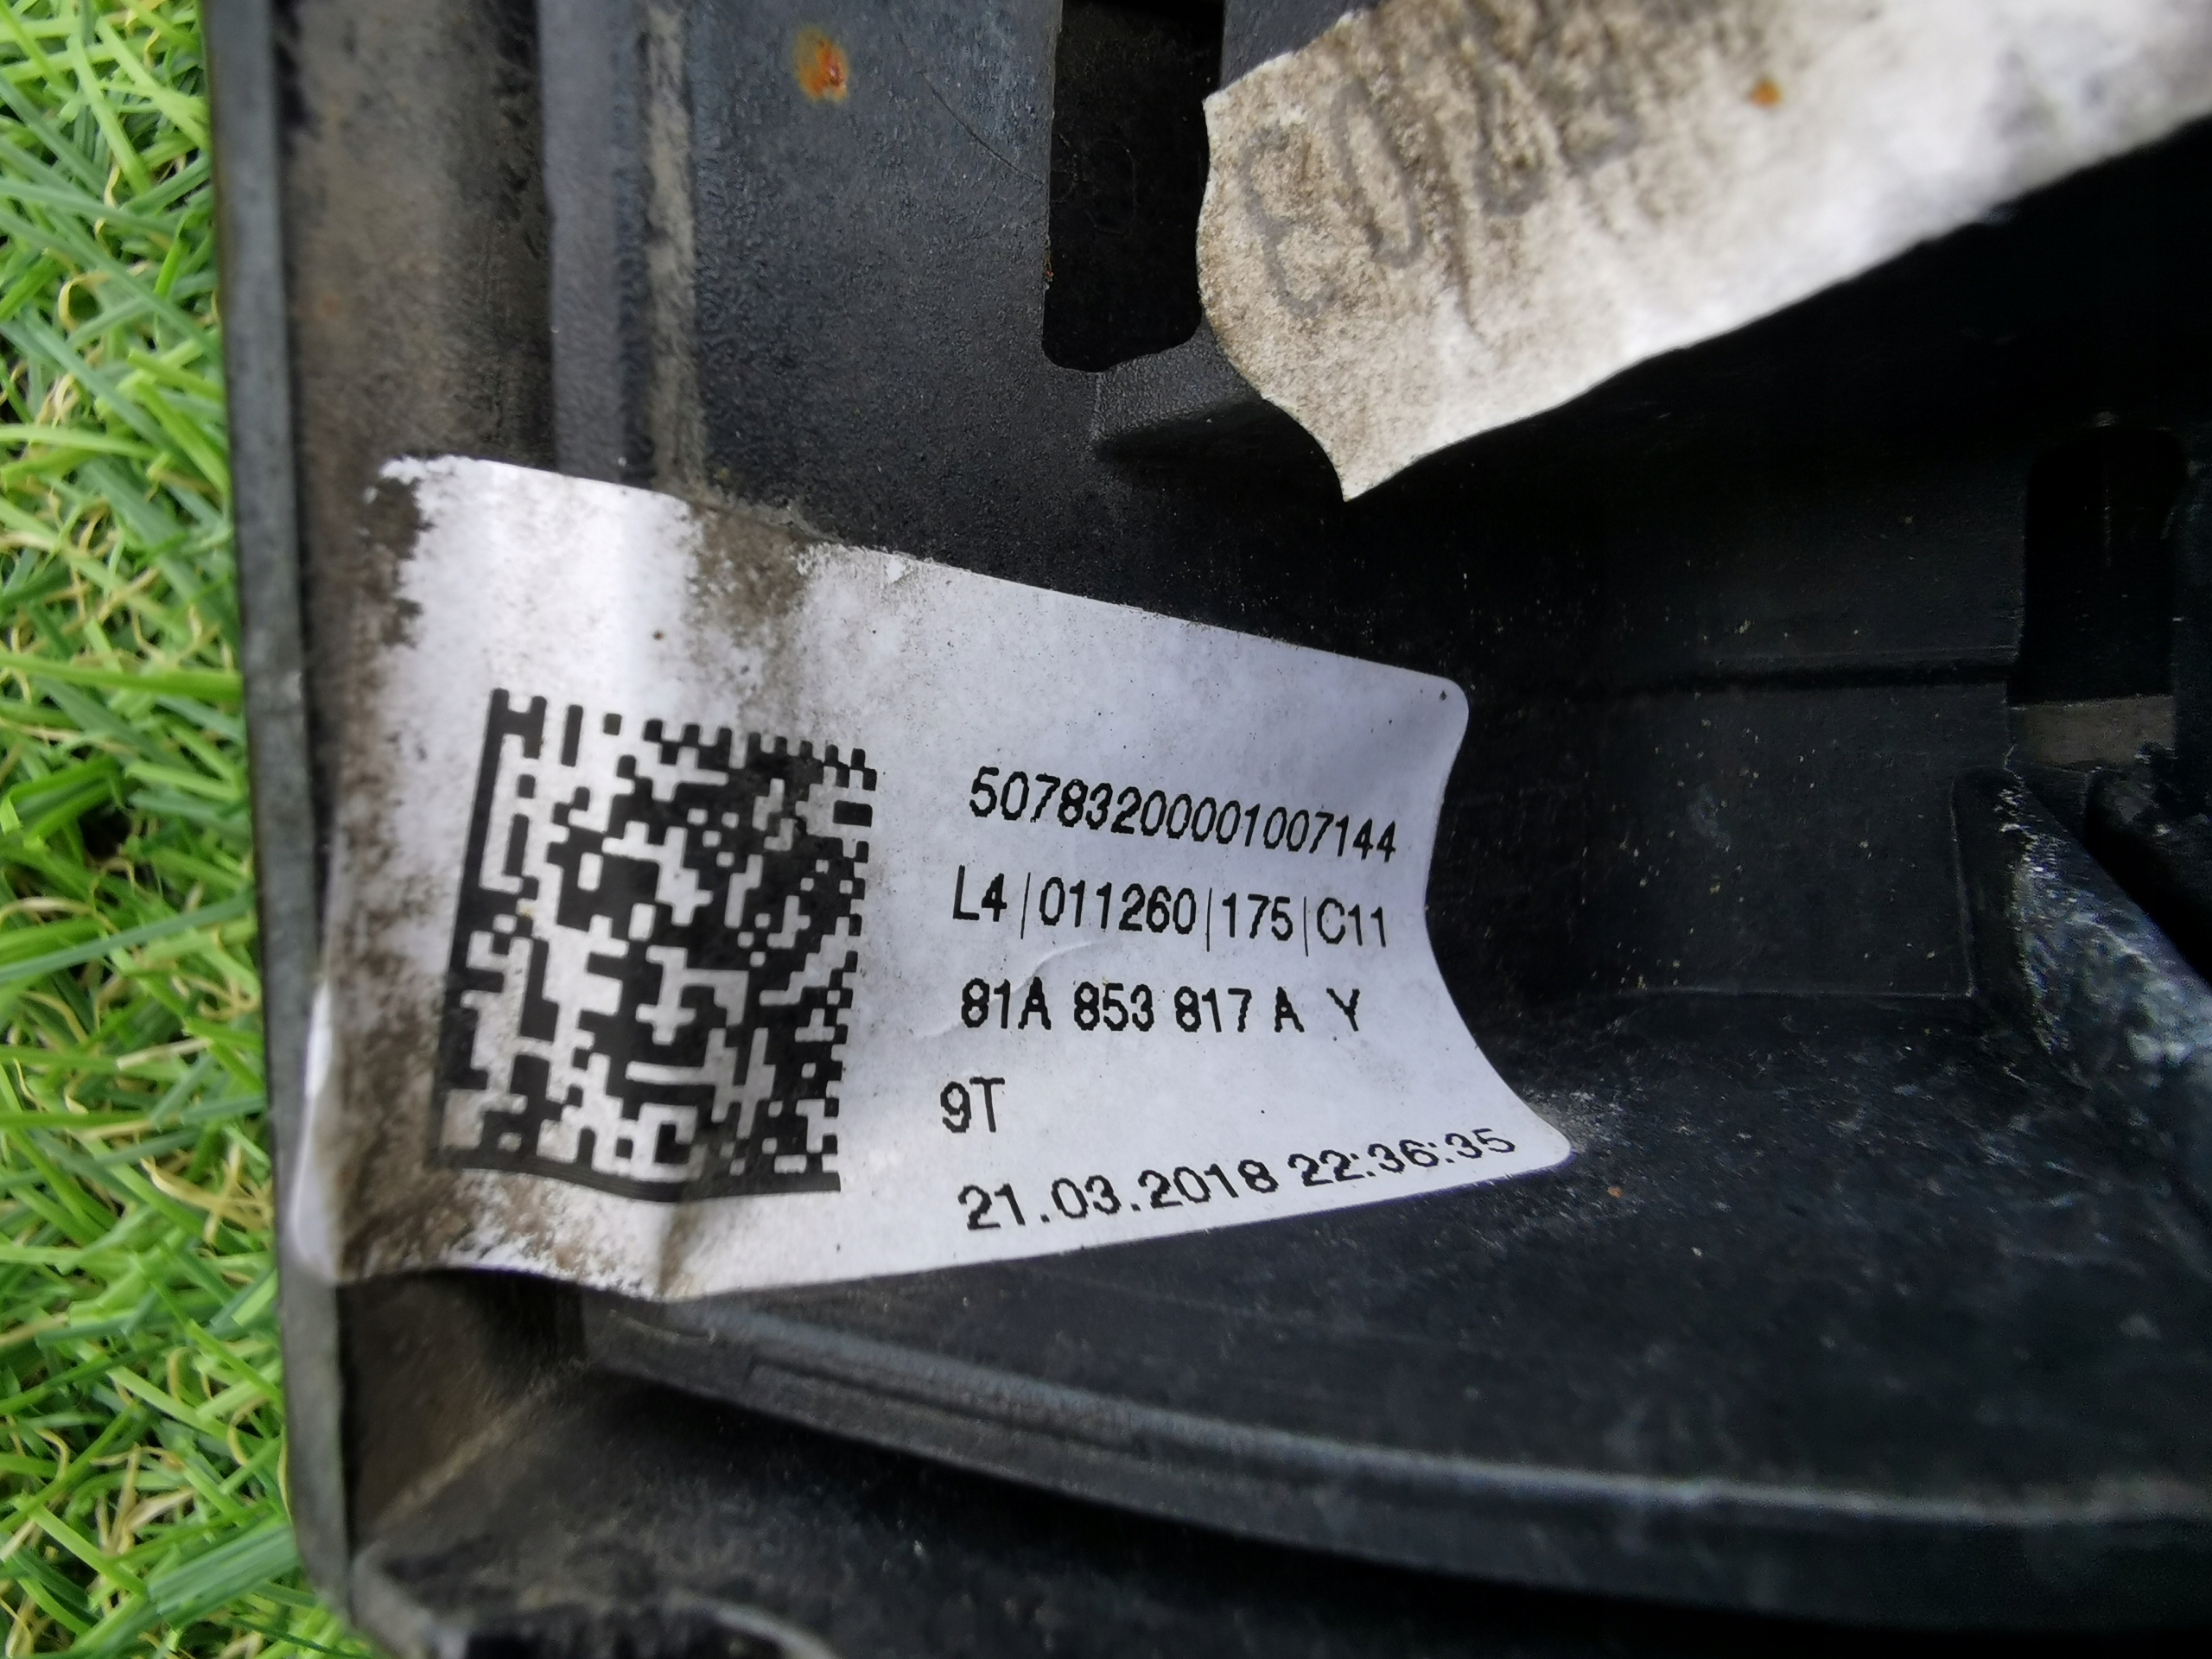 50783200001007144
L4|011260|175|C11
81A 853 817 A Y
9T
21.03.2018 22:36:35